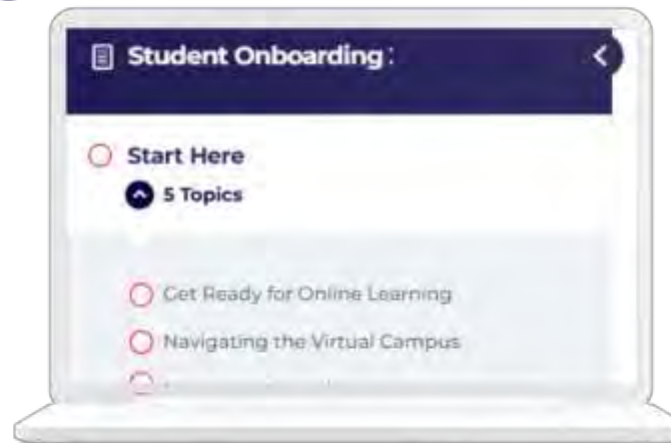 Student Onboarding:
Start Here
5 Topics
Get Ready for Online Learning
Navigating the Virtual Campus